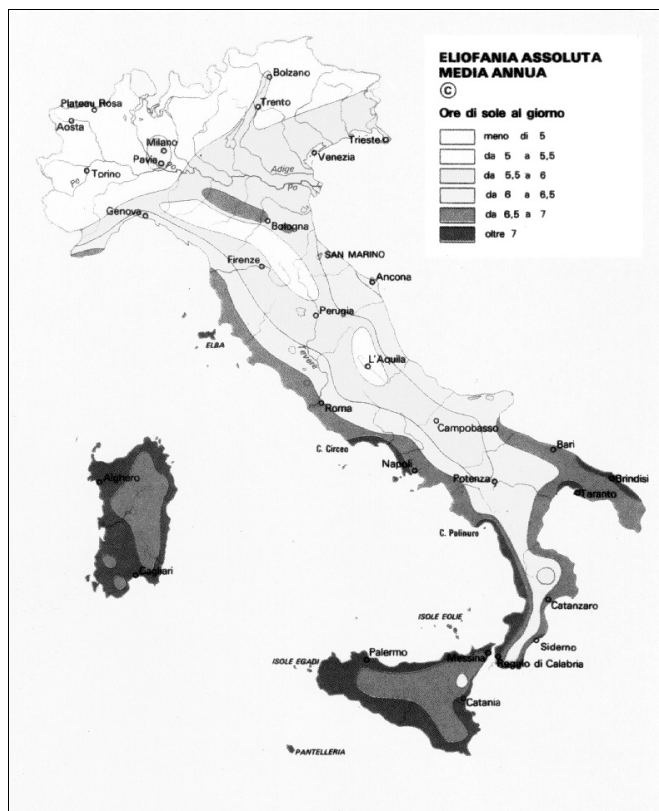 ELIOFANIA ASSOLUTA
MEDIA ANNUA
C
Ore di sole al giorno
meno di 5
da 5 a 5,5
da 5,5 a 6
da 6 a 6,5
da 6,5 a 7
oltre 7
Bolzano
Plateau Rosa
Trento
Aosta
Milano
Trieste
Pavia
Po
Venezia
Torino
Adige
Po
Po
Genova
Bologna
SAN MARINO
Firenze
Ancona
Perugia
ELBA
Tevere
L'Aquila
Roma
Campobasso
C. Circeo
Bari
Napoli
Alghero
Potenza
Brindisi
Taranto
C. Palinuro
Cagliari
Catanzaro
ISOLE EOLIE
Siderno
Palermo
Messina
ISOLE EGADI
Reggio di Calabria
Catania
PANTELLERIA